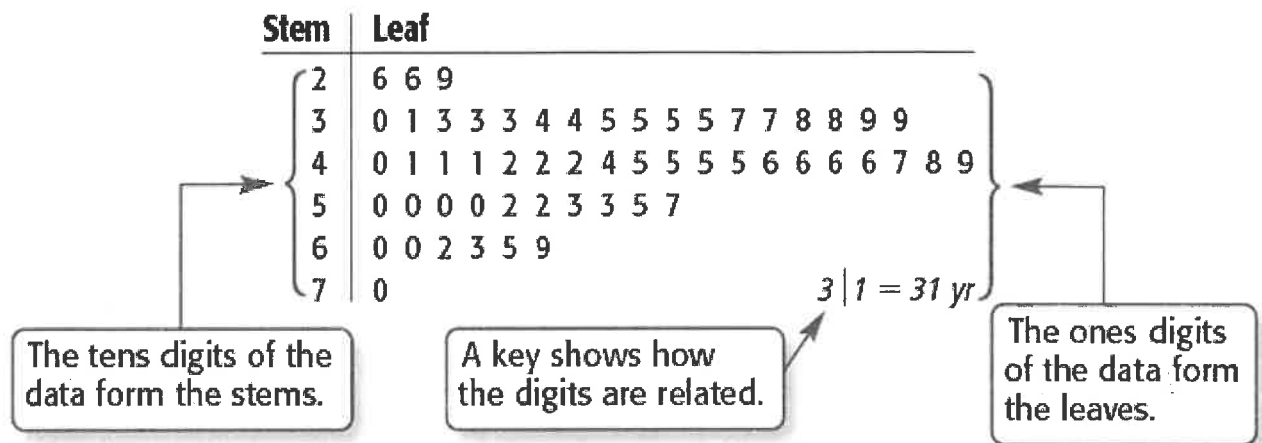 Stem Leaf
2 6 6 9
3 0 1 3 3 3 4 4 5 5 5 5 7 7 8 8 9 9
4 0 1 1 1 2 2 2 4 5 5 5 5 6 6 6 6 7 8 9
5 0 0 0 0 2 2 3 3 5 7
6 0 0 2 3 5 9
7 0
3|1 = 31 yr
The tens digits of the
data form the stems.
A key shows how
the digits are related.
The ones digits
of the data form
the leaves.